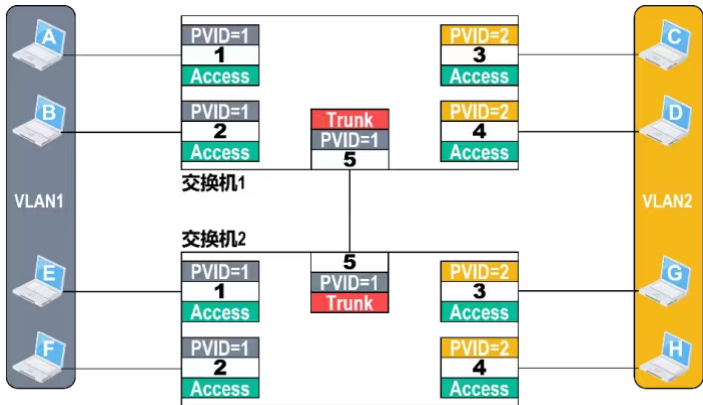 A
PVID=1
1
Access
PVID=2
3
Access
C
B
PVID=1
2
Access
Trunk
PVID=1
5
PVID=2
4
Access
D
VLAN1
交换机1
VLAN2
交换机2
E
PVID=1
1
Access
5
PVID=1
Trunk
PVID=2
3
Access
G
F
PVID=1
2
Access
PVID=2
4
Access
H